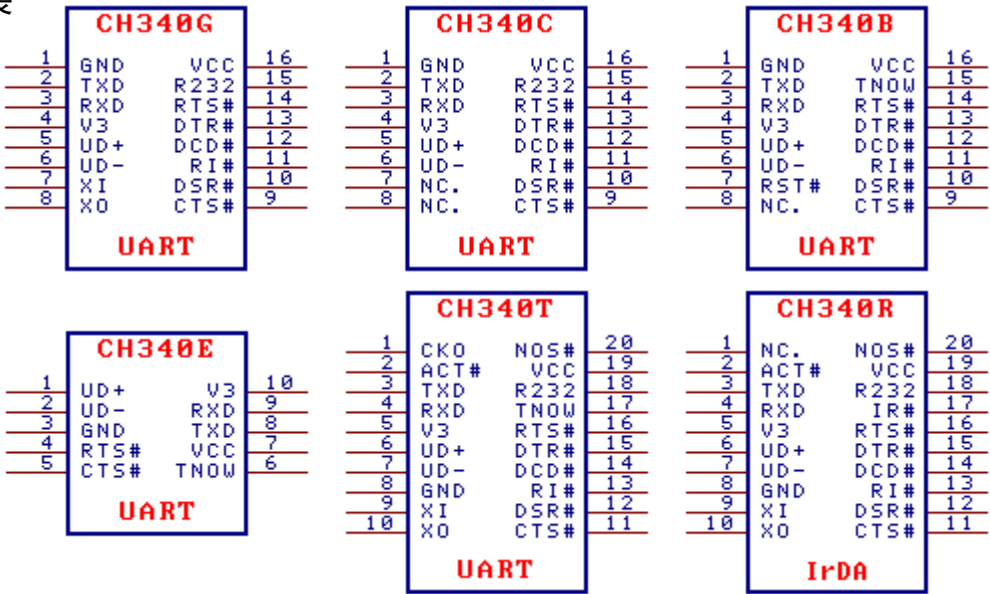 CH340G
1 GND VCC 16
2 TXD R232 15
3 RXD RTS# 14
4 V3 DTR# 13
5 UD+ DCD# 12
6 UD- RI# 11
7 XI DSR# 10
8 XO CTS# 9
UART
CH340C
1 GND VCC 16
2 TXD R232 15
3 RXD RTS# 14
4 V3 DTR# 13
5 UD+ DCD# 12
6 UD- RI# 11
7 NC. DSR# 10
8 NC. CTS# 9
UART
CH340B
1 GND VCC 16
2 TXD TNOW 15
3 RXD RTS# 14
4 V3 DTR# 13
5 UD+ DCD# 12
6 UD- RI# 11
7 RST# DSR# 10
8 NC. CTS# 9
UART
CH340E
1 UD+ V3 10
2 UD- RXD 9
3 GND TXD 8
4 RTS# VCC 7
5 CTS# TNOW 6
UART
CH340T
1 CKO NOS# 20
2 ACT# VCC 19
3 TXD R232 18
4 RXD TNOW 17
5 V3 RTS# 16
6 UD+ DTR# 15
7 UD- DCD# 14
8 GND RI# 13
9 XI DSR# 12
10 XO CTS# 11
UART
CH340R
1 NC. NOS# 20
2 ACT# VCC 19
3 TXD R232 18
4 RXD IR# 17
5 V3 RTS# 16
6 UD+ DTR# 15
7 UD- DCD# 14
8 GND RI# 13
9 XI DSR# 12
10 XO CTS# 11
IrDA